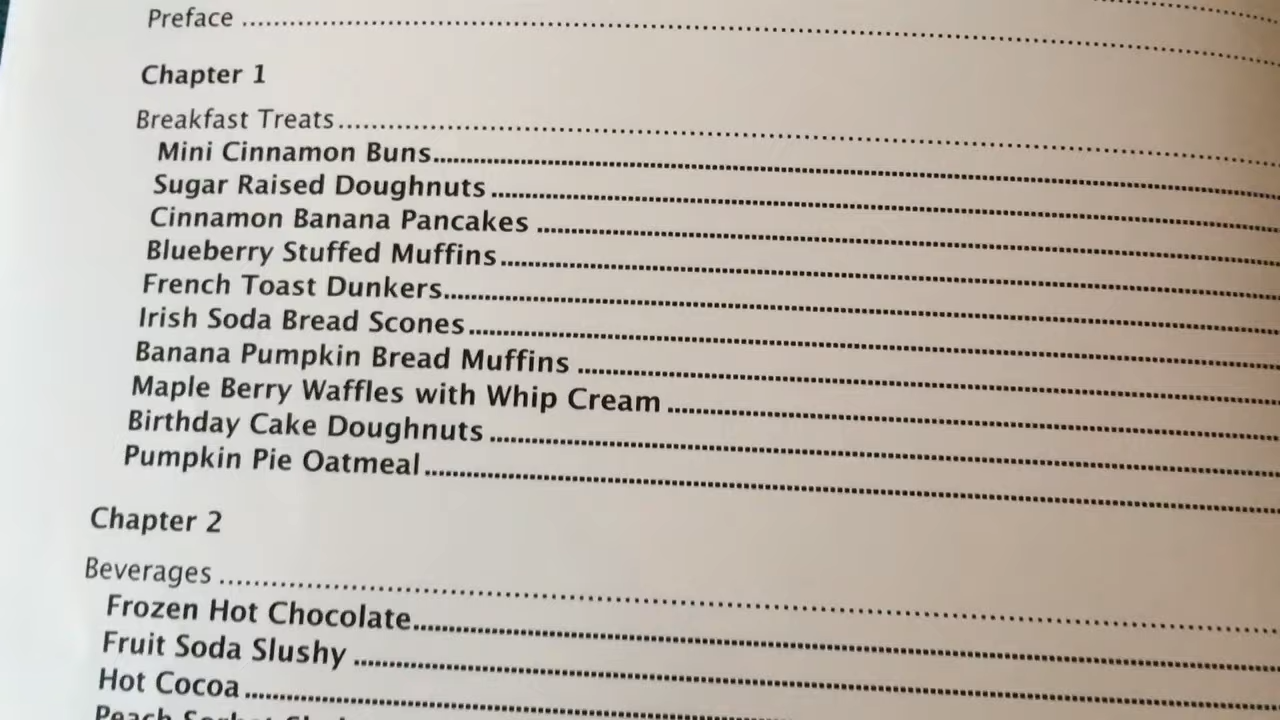 Preface ........................................
Chapter 1
Breakfast Treats ........................................
Mini Cinnamon Buns ........................................
Sugar Raised Doughnuts ........................................
Cinnamon Banana Pancakes ........................................
Blueberry Stuffed Muffins ........................................
French Toast Dunkers ........................................
Irish Soda Bread Scones ........................................
Banana Pumpkin Bread Muffins ........................................
Maple Berry Waffles with Whip Cream ........................................
Birthday Cake Doughnuts ........................................
Pumpkin Pie Oatmeal ........................................
Chapter 2
Beverages ........................................
Frozen Hot Chocolate ........................................
Fruit Soda Slushy ........................................
Hot Cocoa ........................................
Peach